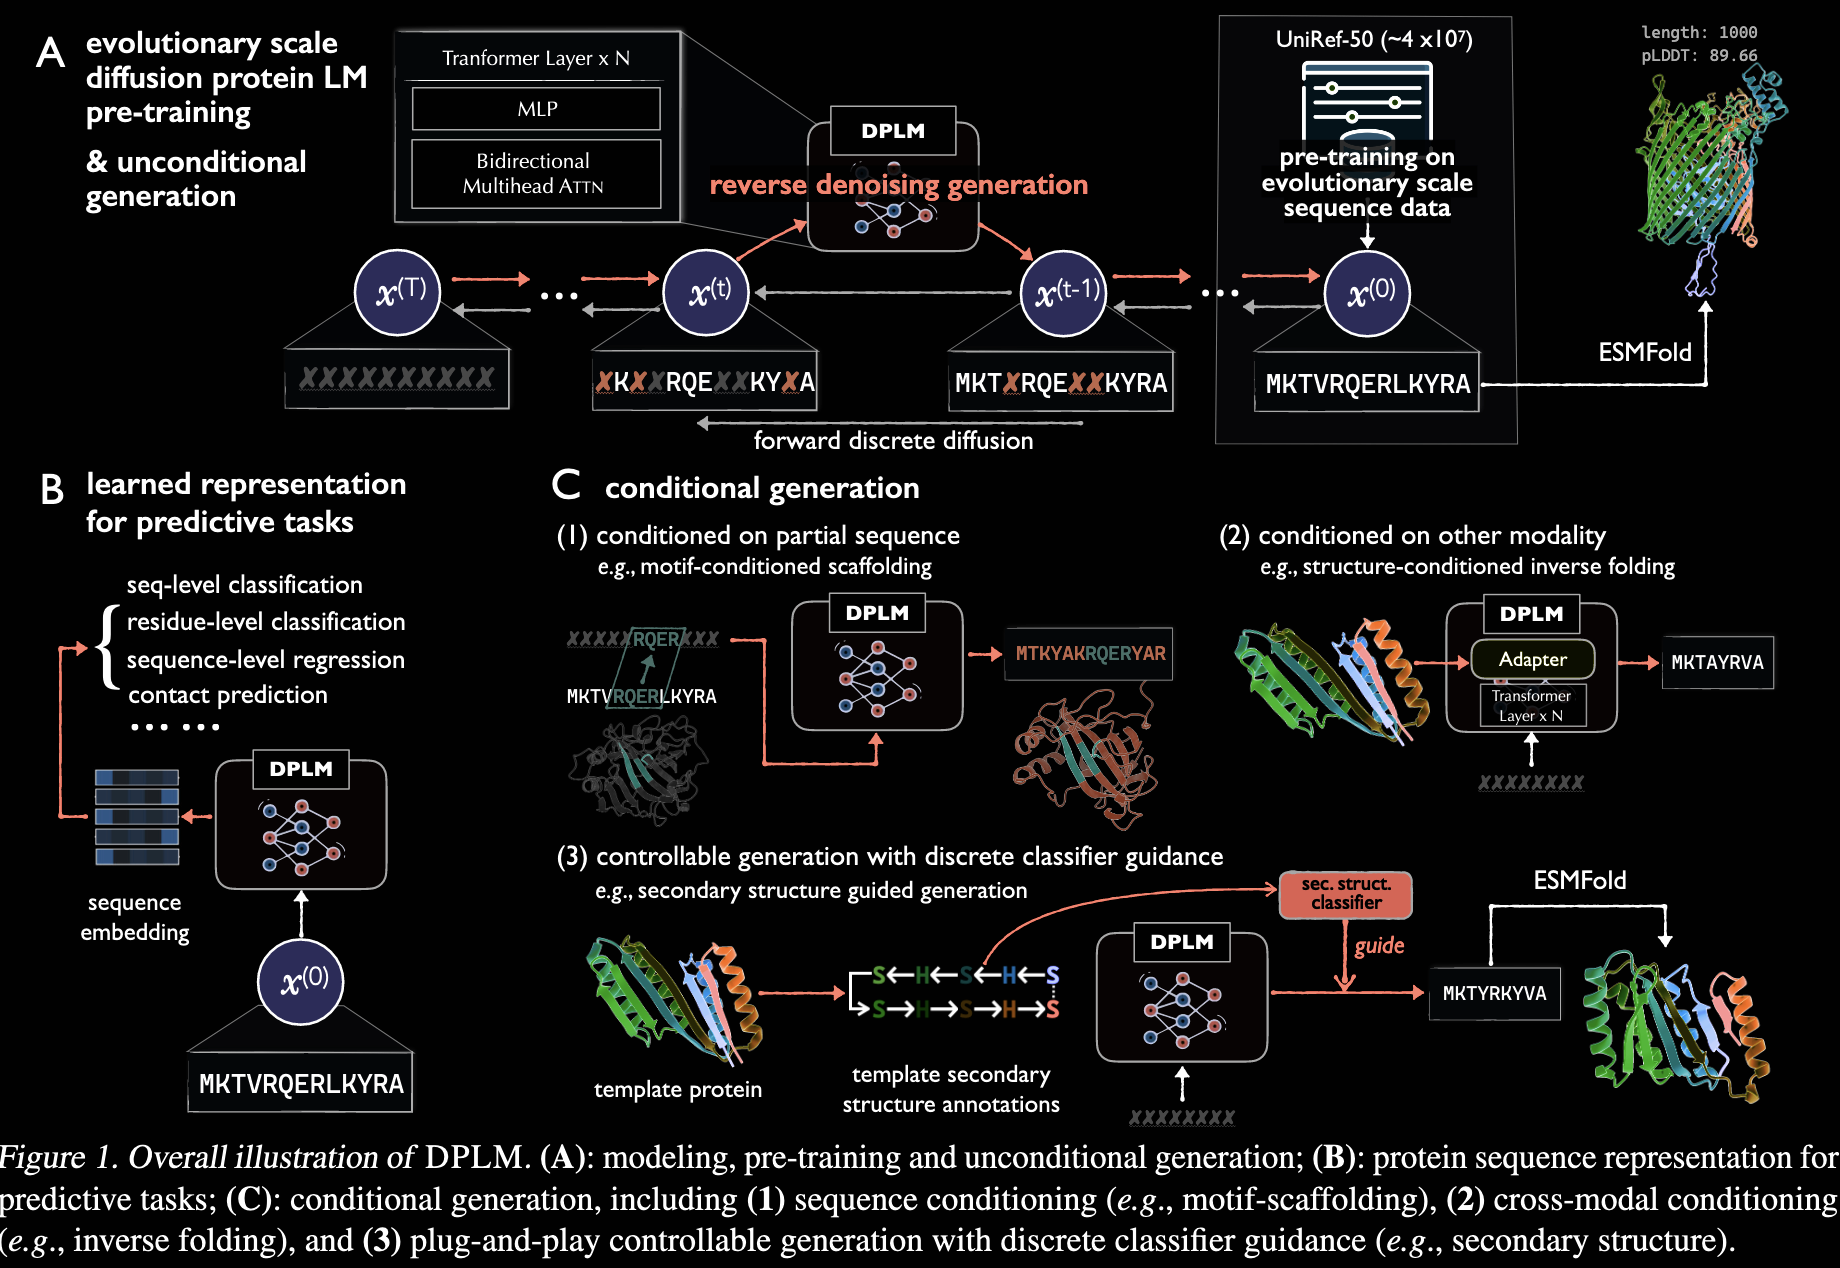 A evolutionary scale
diffusion protein LM
pre-training
& unconditional
generation
Tranformer Layer x N
MLP
Bidirectional
Multihead ATTN
DPLM
reverse denoising generation
UniRef-50 (~4 x10⁷)
pre-training on
evolutionary scale
sequence data
length: 1000
pLDDT: 89.66
x(T)
...
x(t)
x(t-1)
...
x(0)
XXXXXXXXXX
XKXXRQEXXKYXA
MKTXRQEXXKYRA
MKTVRQERLKYRA
ESMFold
forward discrete diffusion
B learned representation
for predictive tasks
seq-level classification
residue-level classification
sequence-level regression
contact prediction
... ...
DPLM
sequence
embedding
x(0)
MKTVRQERLKYRA
C conditional generation
(1) conditioned on partial sequence
e.g., motif-conditioned scaffolding
XXXXXRQERXXX
MKTVRQERLKYRA
DPLM
MTKYAKRQERYAR
(2) conditioned on other modality
e.g., structure-conditioned inverse folding
DPLM
Adapter
Transformer
Layer x N
MKTAYRVA
XXXXXXXX
(3) controllable generation with discrete classifier guidance
e.g., secondary structure guided generation
sec. struct.
classifier
guide
ESMFold
DPLM
S H S H S
S H S H S
MKTYRKYVA
template protein
template secondary
structure annotations
XXXXXXXX
Figure 1. Overall illustration of DPLM. (A): modeling, pre-training and unconditional generation; (B): protein sequence representation for
predictive tasks; (C): conditional generation, including (1) sequence conditioning (e.g., motif-scaffolding), (2) cross-modal conditioning
(e.g., inverse folding), and (3) plug-and-play controllable generation with discrete classifier guidance (e.g., secondary structure).